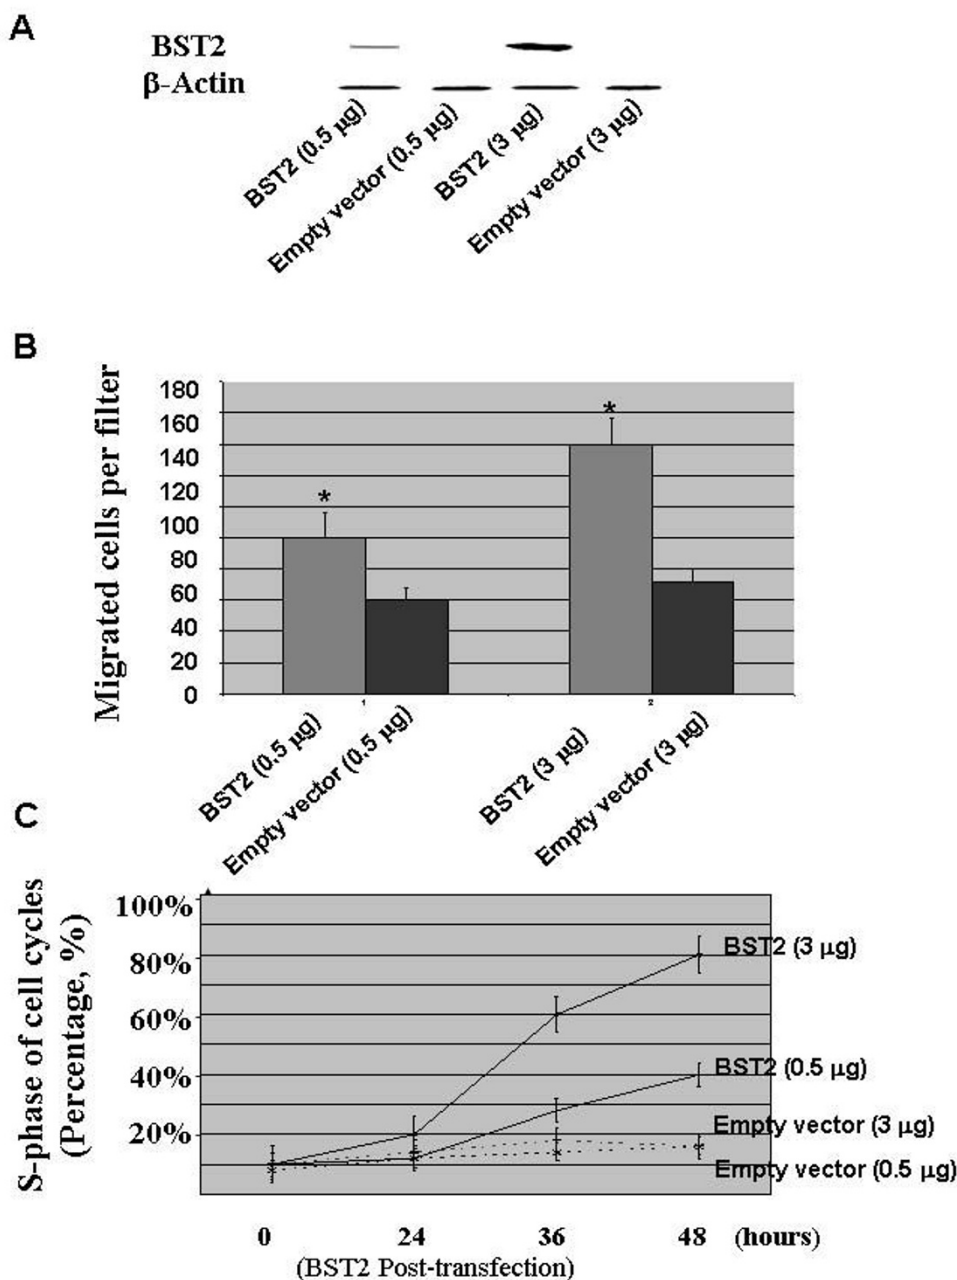 A
BST2
β-Actin
BST2 (0.5 μg)
Empty vector (0.5 μg)
BST2 (3 μg)
Empty vector (3 μg)
B
Migrated cells per filter
180
160
140
120
100
80
60
40
20
0
*
*
1
2
BST2 (0.5 μg)
Empty vector (0.5 μg)
BST2 (3 μg)
Empty vector (3 μg)
C
S-phase of cell cycles
(Percentage, %)
100%
80%
60%
40%
20%
BST2 (3 μg)
BST2 (0.5 μg)
Empty vector (3 μg)
Empty vector (0.5 μg)
0 24 36 48 (hours)
(BST2 Post-transfection)